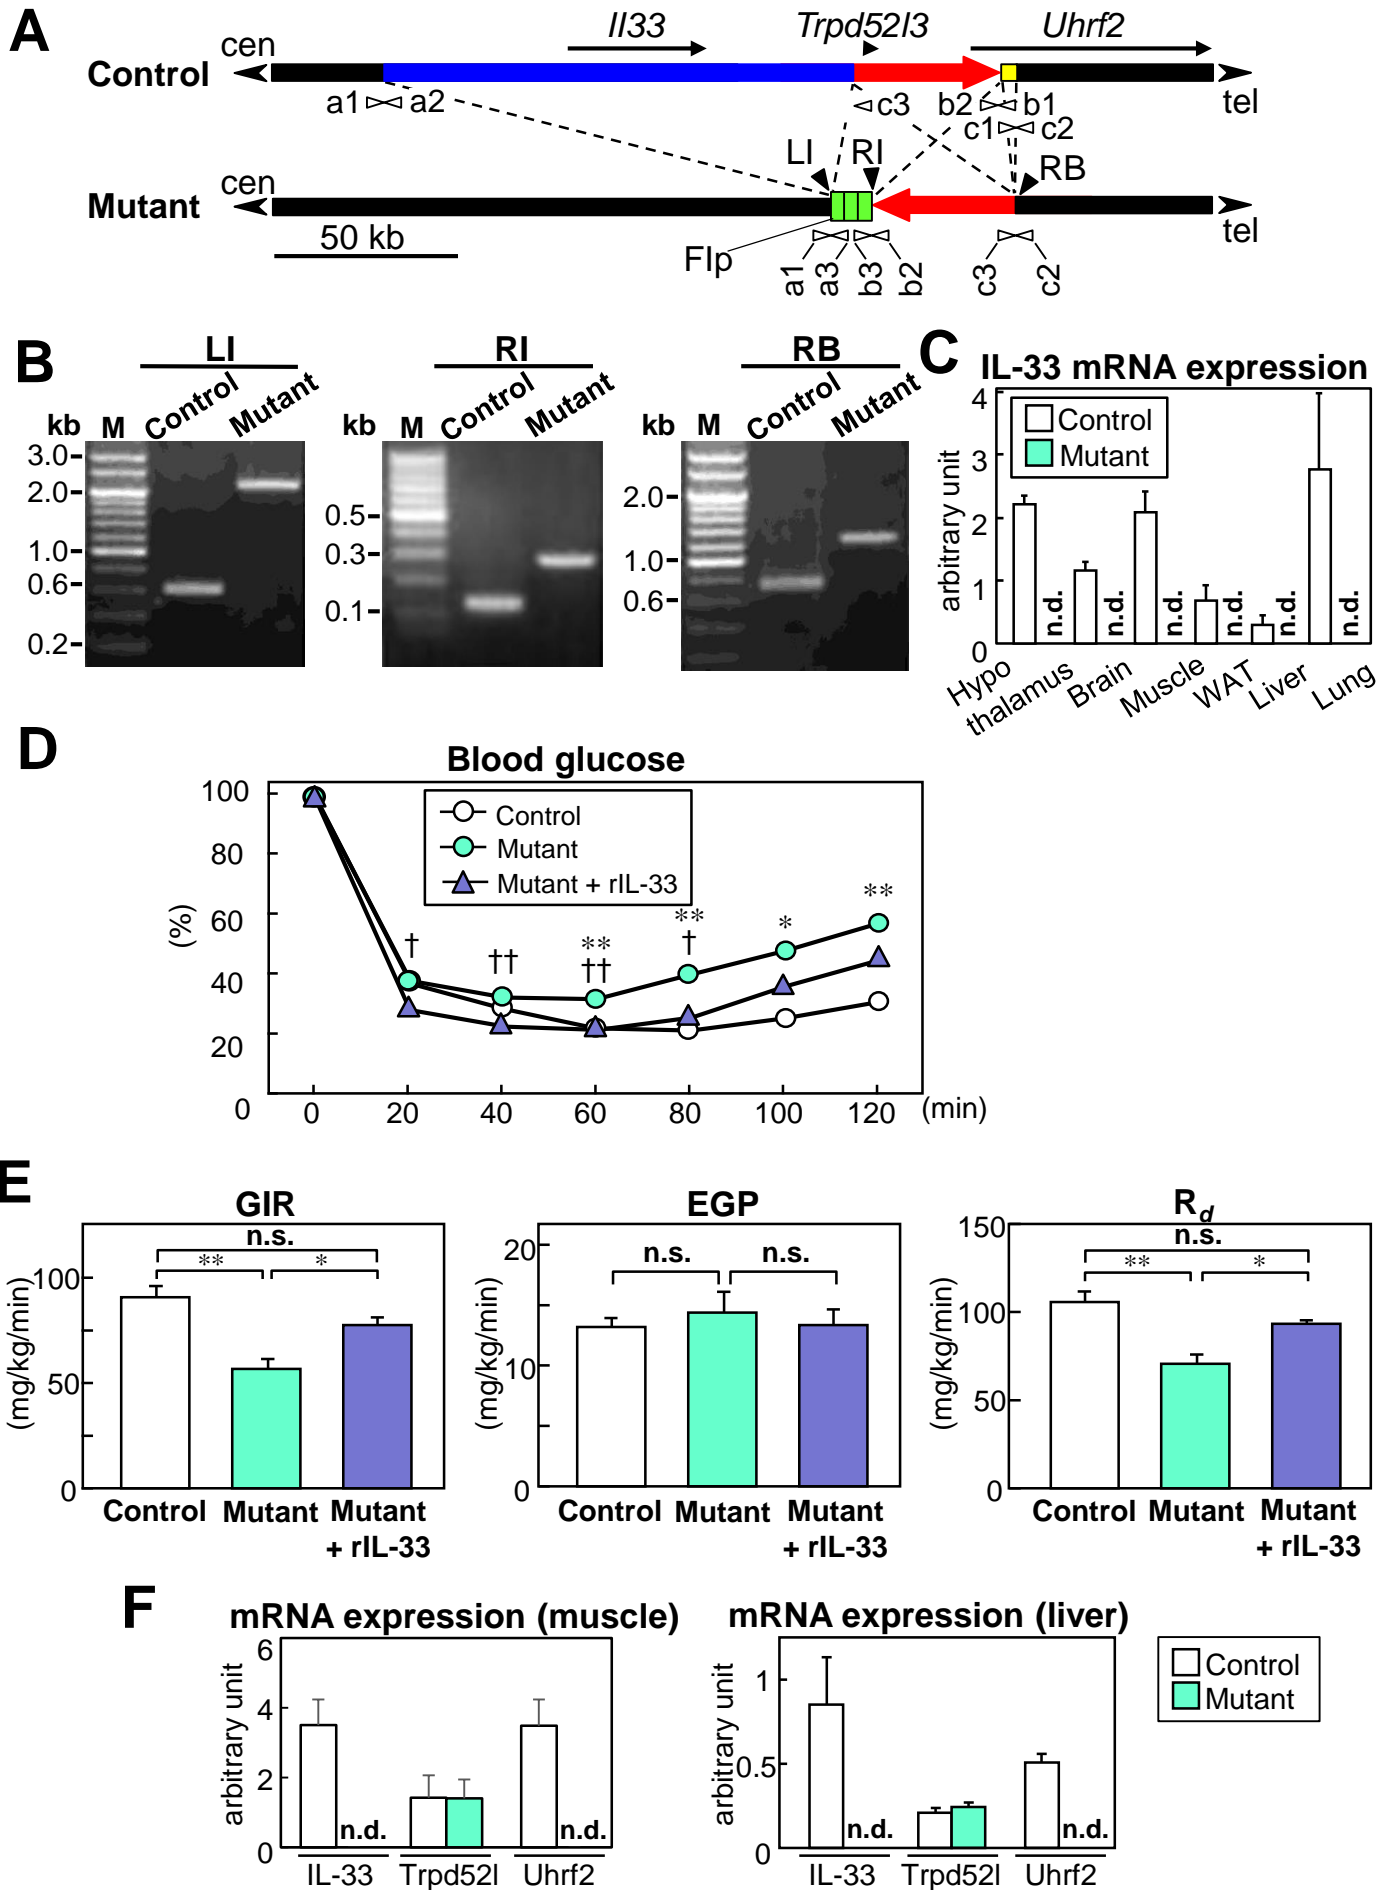 A
Il33
Trpd52l3
Uhrf2
cen
Control
tel
a1
a2
c3
b2
b1
c1
c2
LI
RI
RB
cen
Mutant
tel
50 kb
Flp
a1
a3
b3
b2
c3
c2
B
LI
kb
M
Control
Mutant
3.0
2.0
1.0
0.6
0.2
RI
kb
M
Control
Mutant
0.5
0.3
0.1
RB
kb
M
Control
Mutant
2.0
1.0
0.6
C
IL-33 mRNA expression
Control
Mutant
arbitrary unit
4
3
2
1
0
n.d.
n.d.
n.d.
n.d.
n.d.
n.d.
Hypo
thalamus
Brain
Muscle
WAT
Liver
Lung
D
Blood glucose
Control
Mutant
Mutant + rIL-33
(%)
100
80
60
40
20
0
†
††
**
††
**
†
*
**
0
20
40
60
80
100
120
(min)
E
GIR
n.s.
**
*
(mg/kg/min)
100
50
0
Control
Mutant
Mutant
+ rIL-33
EGP
n.s.
n.s.
(mg/kg/min)
20
10
0
Control
Mutant
Mutant
+ rIL-33
Rd
n.s.
**
*
(mg/kg/min)
150
100
50
0
Control
Mutant
Mutant
+ rIL-33
F
mRNA expression (muscle)
arbitrary unit
6
4
2
0
n.d.
n.d.
IL-33
Trpd52l
Uhrf2
mRNA expression (liver)
arbitrary unit
1
0.5
0
n.d.
n.d.
IL-33
Trpd52l
Uhrf2
Control
Mutant